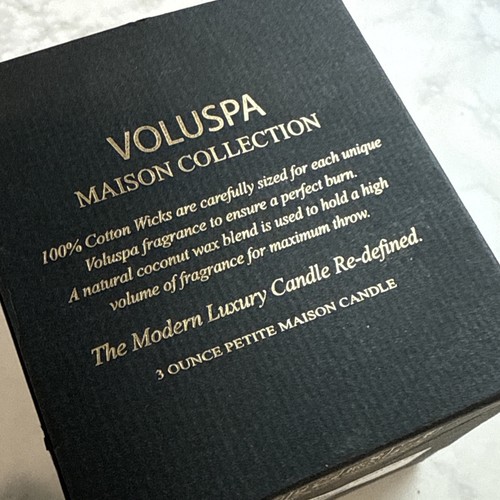 VOLUSPA
MAISON COLLECTION
100% Cotton Wicks are carefully sized for each unique
Voluspa fragrance to ensure a perfect burn.
A natural coconut wax blend is used to hold a high
volume of fragrance for maximum throw.
The Modern Luxury Candle Re-defined.
3 OUNCE PETITE MAISON CANDLE